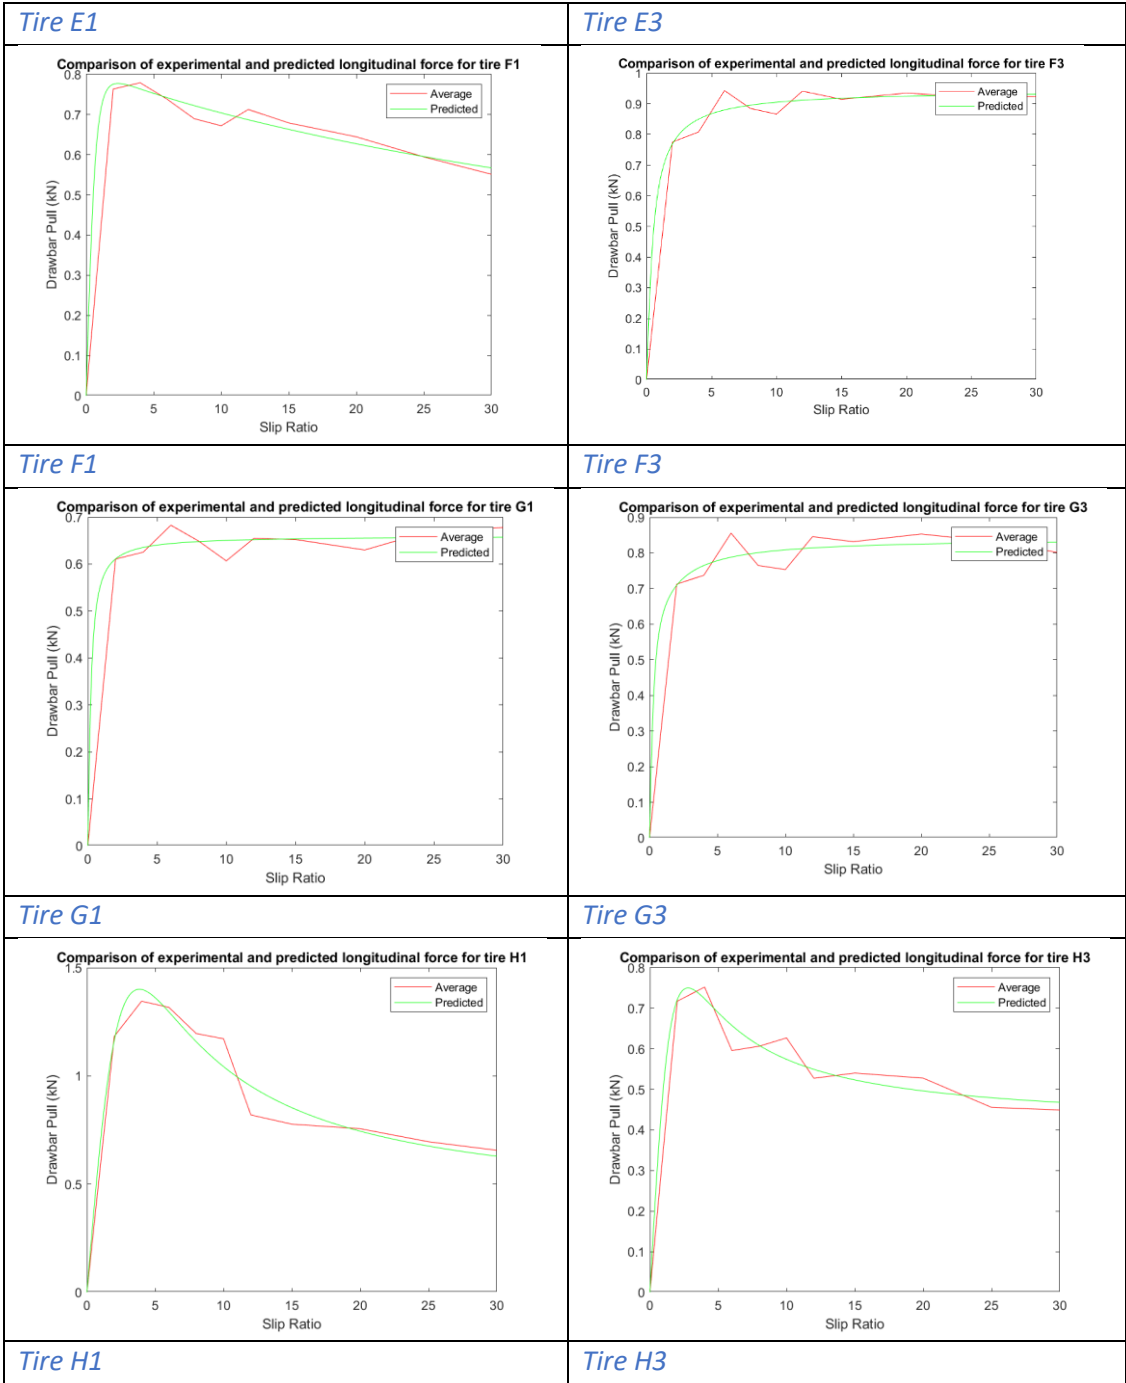 Tire E1
Tire E3
Comparison of experimental and predicted longitudinal force for tire F1
0.8
0.7
0.6
0.5
0.4
0.3
0.2
0.1
0
Drawbar Pull (kN)
Average
Predicted
0 5 10 15 20 25 30
Slip Ratio
Comparison of experimental and predicted longitudinal force for tire F3
1
0.9
0.8
0.7
0.6
0.5
0.4
0.3
0.2
0.1
0
Drawbar Pull (kN)
Average
Predicted
0 5 10 15 20 25 30
Slip Ratio
Tire F1
Tire F3
Comparison of experimental and predicted longitudinal force for tire G1
0.7
0.6
0.5
0.4
0.3
0.2
0.1
0
Drawbar Pull (kN)
Average
Predicted
0 5 10 15 20 25 30
Slip Ratio
Comparison of experimental and predicted longitudinal force for tire G3
0.9
0.8
0.7
0.6
0.5
0.4
0.3
0.2
0.1
0
Drawbar Pull (kN)
Average
Predicted
0 5 10 15 20 25 30
Slip Ratio
Tire G1
Tire G3
Comparison of experimental and predicted longitudinal force for tire H1
1.5
1
0.5
0
Drawbar Pull (kN)
Average
Predicted
0 5 10 15 20 25 30
Slip Ratio
Comparison of experimental and predicted longitudinal force for tire H3
0.8
0.7
0.6
0.5
0.4
0.3
0.2
0.1
0
Drawbar Pull (kN)
Average
Predicted
0 5 10 15 20 25 30
Slip Ratio
Tire H1
Tire H3